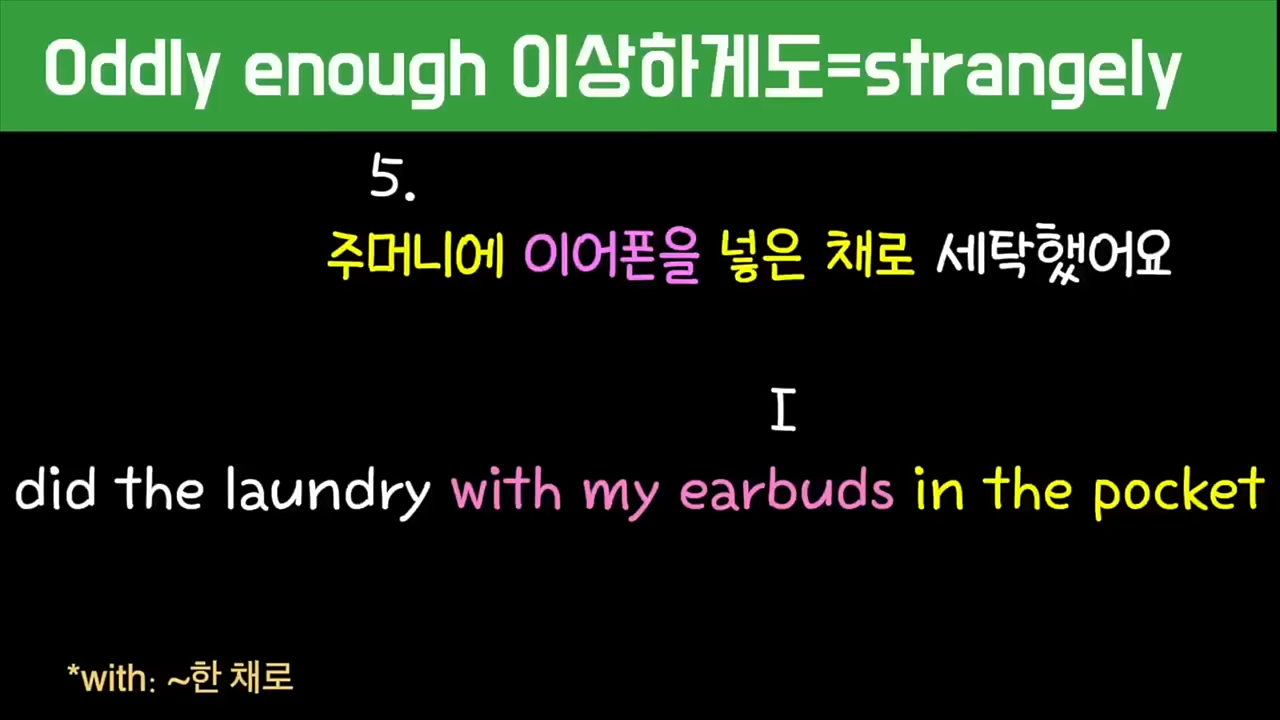 Oddly enough 이상하게도=strangely
5.
주머니에 이어폰을 넣은 채로 세탁했어요
I
did the laundry with my earbuds in the pocket
*with: ~한 채로